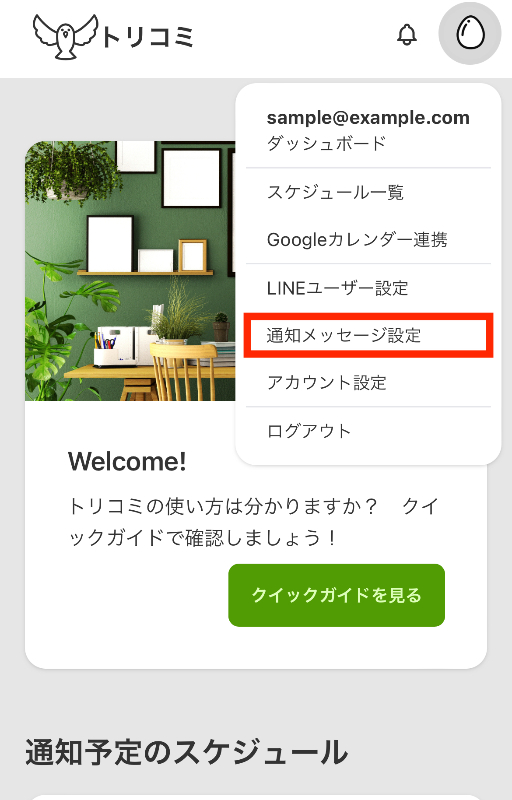 トリコミ
sample@example.com
ダッシュボード
スケジュール一覧
Googleカレンダー連携
LINEユーザー設定
通知メッセージ設定
アカウント設定
ログアウト
Welcome!
トリコミの使い方は分かりますか？　クイ
ックガイドで確認しましょう！
クイックガイドを見る
通知予定のスケジュール